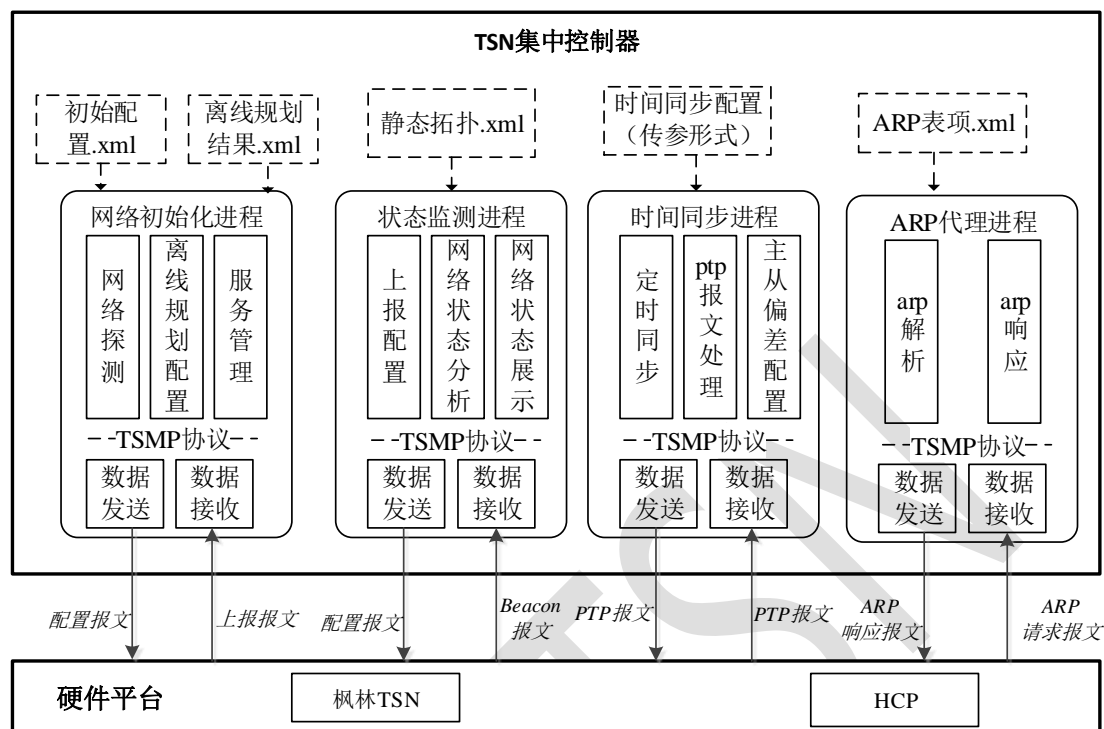 TSN集中控制器
初始配
置.xml
离线规划
结果.xml
静态拓扑.xml
时间同步配置
（传参形式）
ARP表项.xml
网络初始化进程
网络探测
离线规划配置
服务管理
--TSMP协议--
数据
发送
数据
接收
状态监测进程
上报配置
网络状态分析
网络状态展示
--TSMP协议--
数据
发送
数据
接收
时间同步进程
定时同步
ptp
报文处理
主从偏差配置
--TSMP协议--
数据
发送
数据
接收
ARP代理进程
arp
解析
arp
响应
--TSMP协议--
数据
发送
数据
接收
配置报文
上报报文
配置报文
Beacon
报文
PTP报文
PTP报文
ARP
响应报文
ARP
请求报文
硬件平台
枫林TSN
HCP
TSN